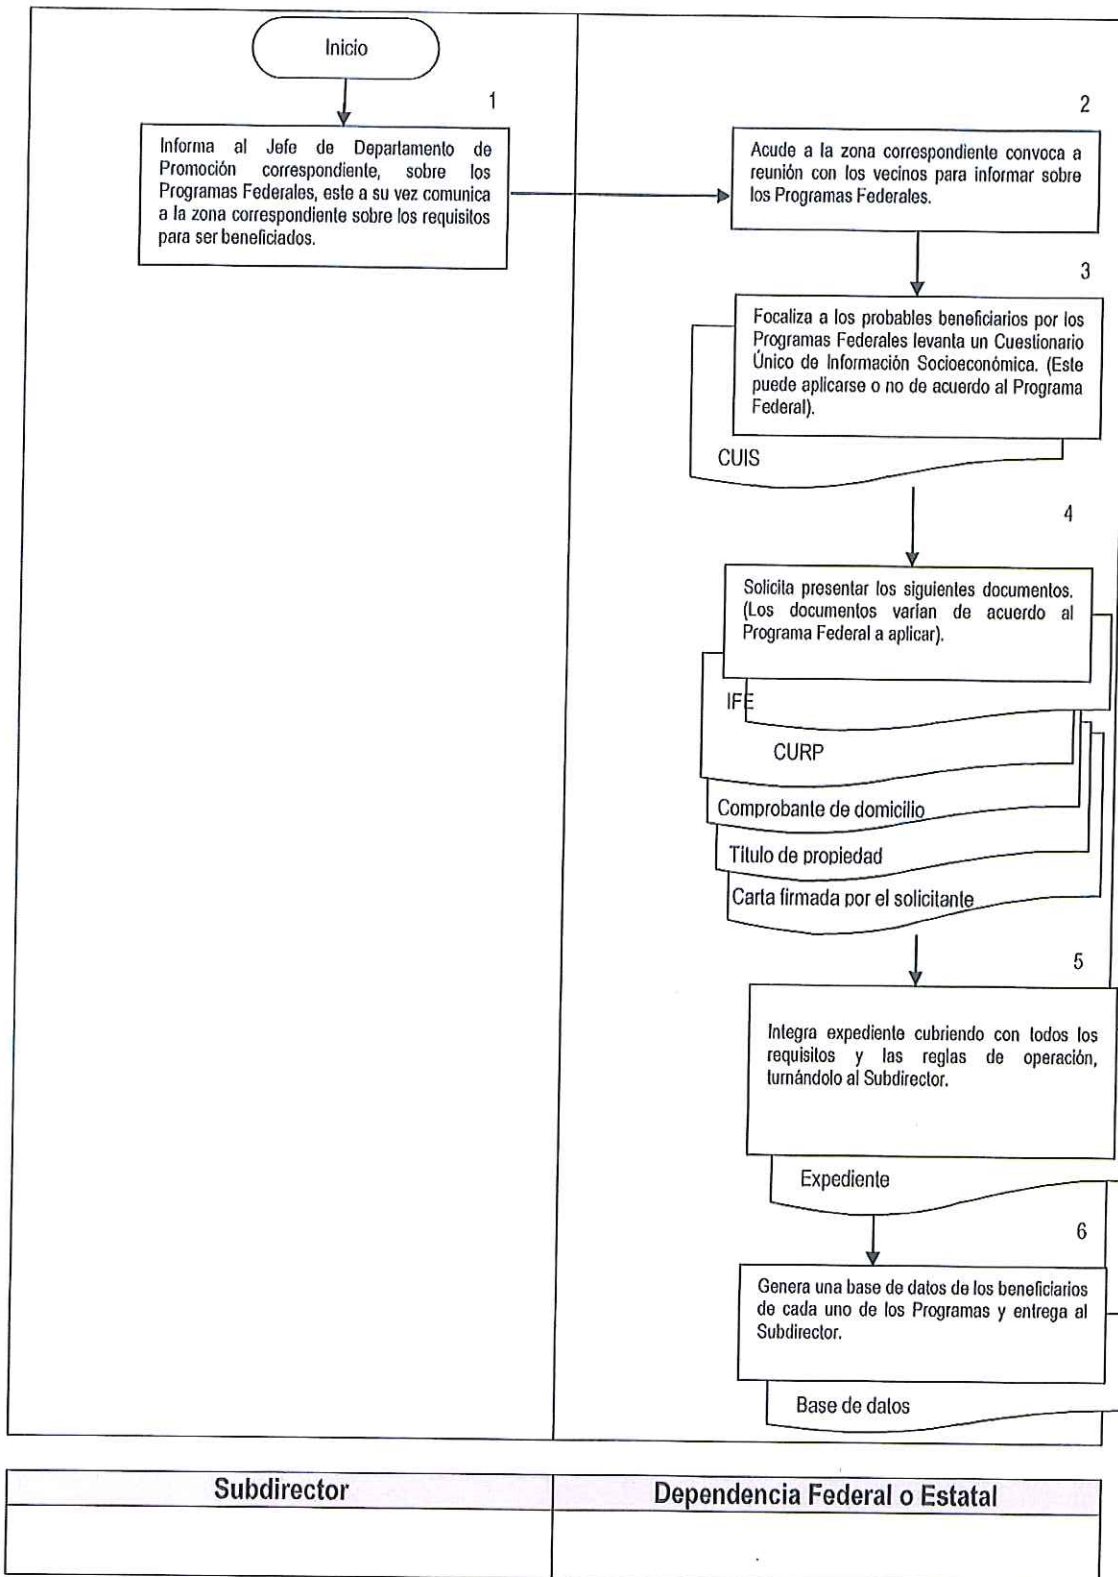 Inicio
1
Informa al Jefe de Departamento de
Promoción correspondiente, sobre los
Programas Federales, este a su vez comunica
a la zona correspondiente sobre los requisitos
para ser beneficiados.
2
Acude a la zona correspondiente convoca a
reunión con los vecinos para informar sobre
los Programas Federales.
3
Focaliza a los probables beneficiarios por los
Programas Federales levanta un Cuestionario
Único de Información Socioeconómica. (Este
puede aplicarse o no de acuerdo al Programa
Federal).
CUIS
4
Solicita presentar los siguientes documentos.
(Los documentos varían de acuerdo al
Programa Federal a aplicar).
IFE
CURP
Comprobante de domicilio
Titulo de propiedad
Carta firmada por el solicitante
5
Integra expediente cubriendo con todos los
requisitos y las reglas de operación,
turnándolo al Subdirector.
Expediente
6
Genera una base de datos de los beneficiarios
de cada uno de los Programas y entrega al
Subdirector.
Base de datos
Subdirector
Dependencia Federal o Estatal